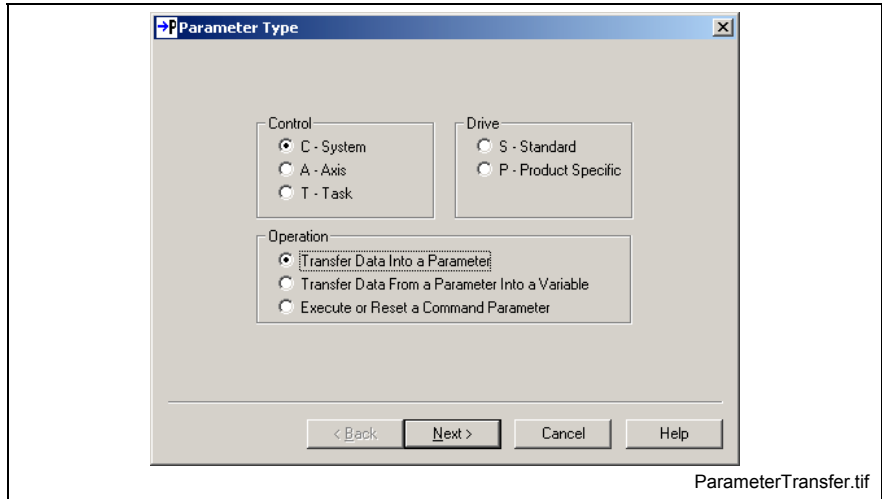 →P Parameter Type
Control
C - System
A - Axis
T - Task
Drive
S - Standard
P - Product Specific
Operation
Transfer Data Into a Parameter
Transfer Data From a Parameter Into a Variable
Execute or Reset a Command Parameter
< Back
Next >
Cancel
Help
ParameterTransfer.tif